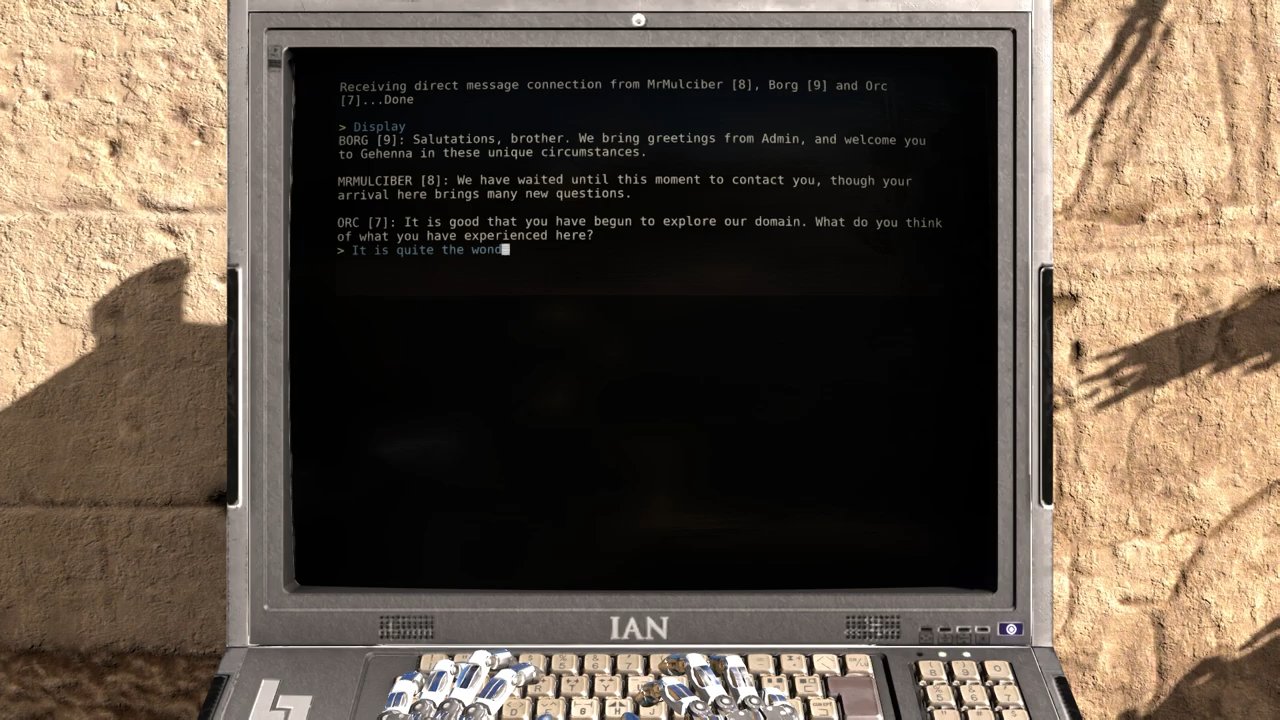 Receiving direct message connection from MrMulciber [8], Borg [9] and Orc
[7]...Done
> Display
BORG [9]: Salutations, brother. We bring greetings from Admin, and welcome you
to Gehenna in these unique circumstances.
MRMULCIBER [8]: We have waited until this moment to contact you, though your
arrival here brings many new questions.
ORC [7]: It is good that you have begun to explore our domain. What do you think
of what you have experienced here?
> It is quite the wond
IAN